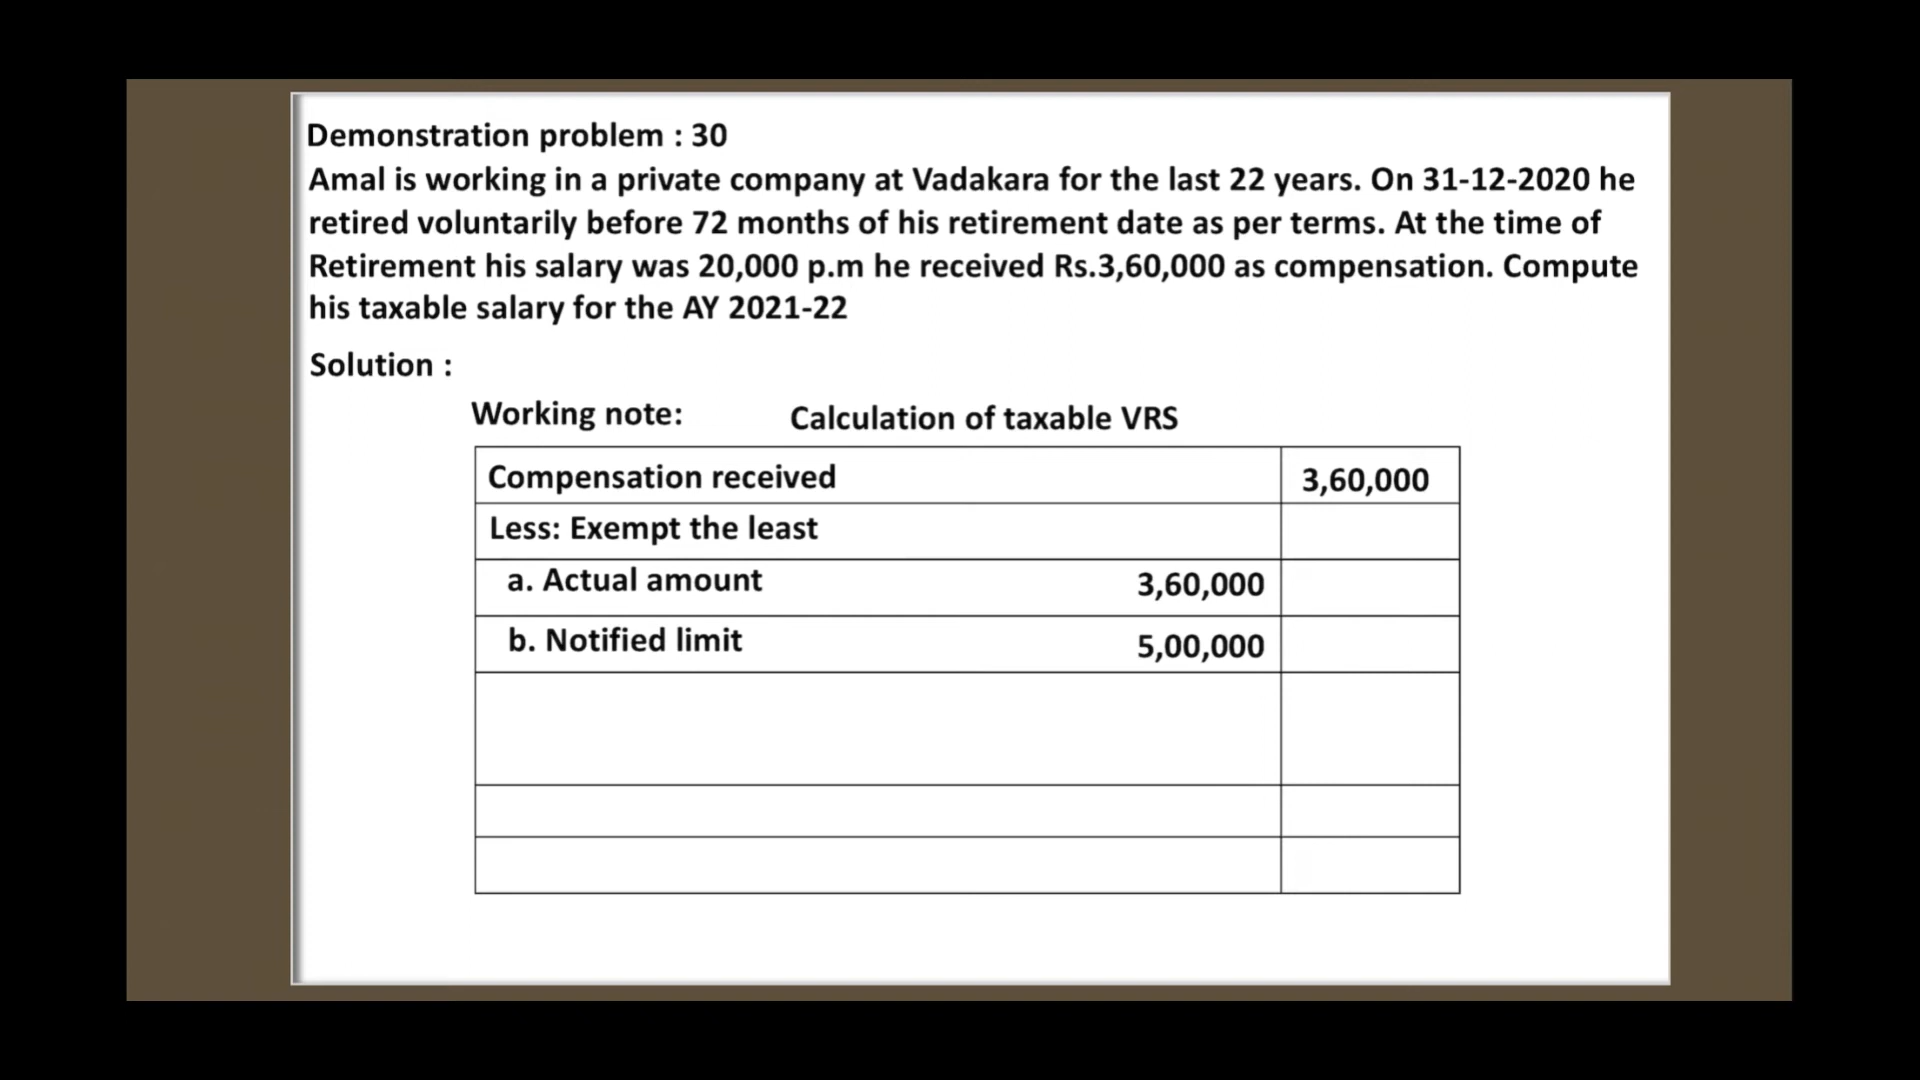 Demonstration problem : 30
Amal is working in a private company at Vadakara for the last 22 years. On 31-12-2020 he
retired voluntarily before 72 months of his retirement date as per terms. At the time of
Retirement his salary was 20,000 p.m he received Rs.3,60,000 as compensation. Compute
his taxable salary for the AY 2021-22
Solution :
Working note: Calculation of taxable VRS
Compensation received 3,60,000
Less: Exempt the least
a. Actual amount 3,60,000
b. Notified limit 5,00,000